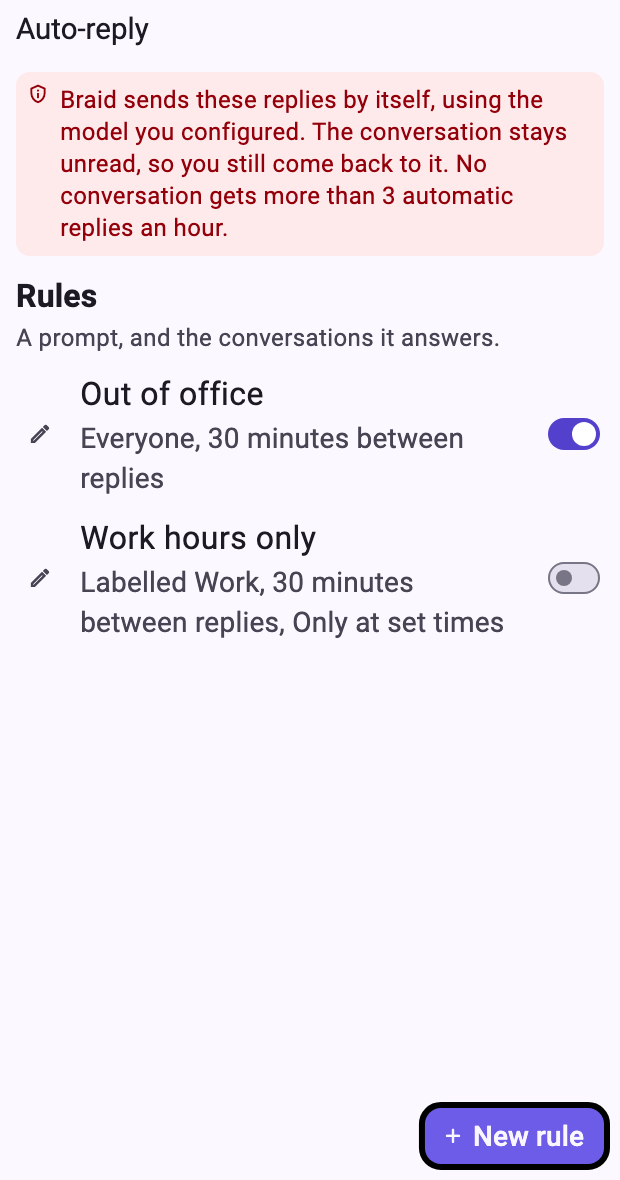 Auto-reply
Braid sends these replies by itself, using the
model you configured. The conversation stays
unread, so you still come back to it. No
conversation gets more than 3 automatic
replies an hour.
Rules
A prompt, and the conversations it answers.
Out of office
Everyone, 30 minutes between
replies
Work hours only
Labelled Work, 30 minutes
between replies, Only at set times
+ New rule